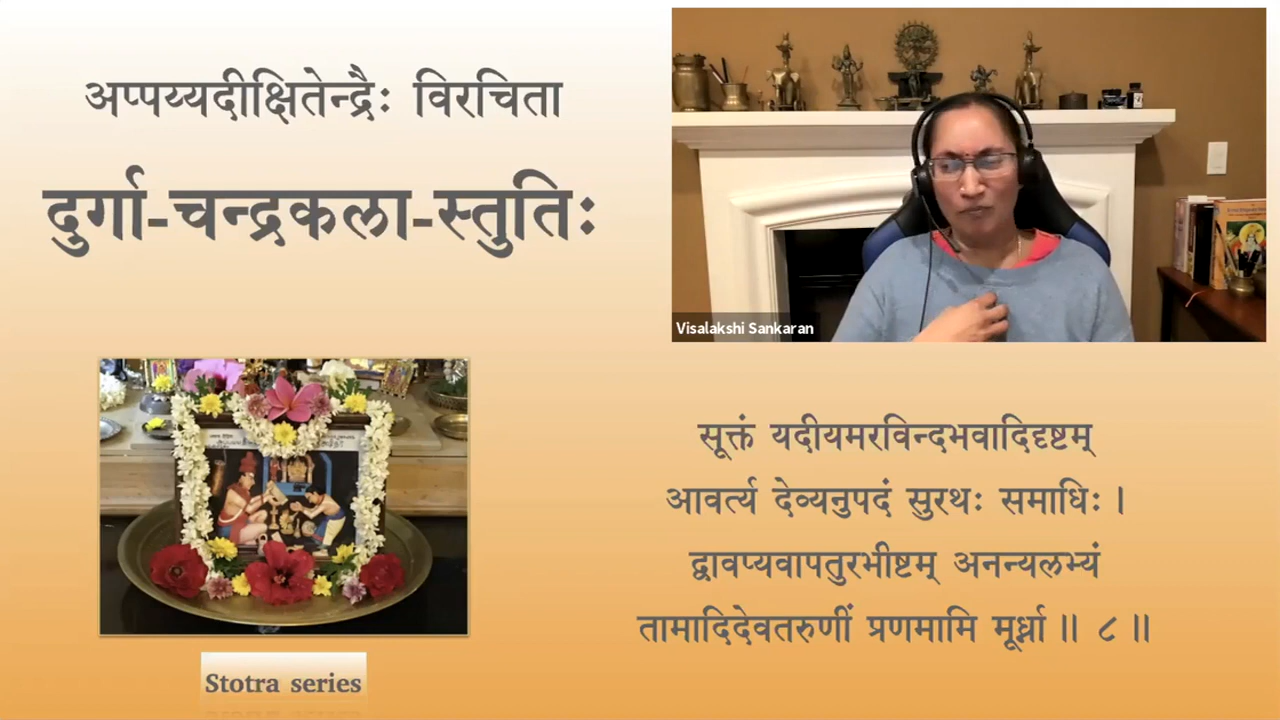 अप्पय्यदीक्षितेन्द्रैः विरचिता
दुर्गा-चन्द्रकला-स्तुतिः
Visalakshi Sankaran
सूक्तं यदीयमरविन्दभवादिदृष्टम्
आवर्त्य देव्यनुपदं सुरथः समाधिः ।
द्वावप्यवापतुरभीष्टम् अनन्यलभ्यं
तामादिदेवतरुणीं प्रणमामि मूर्ध्ना ॥ ८ ॥
Stotra series